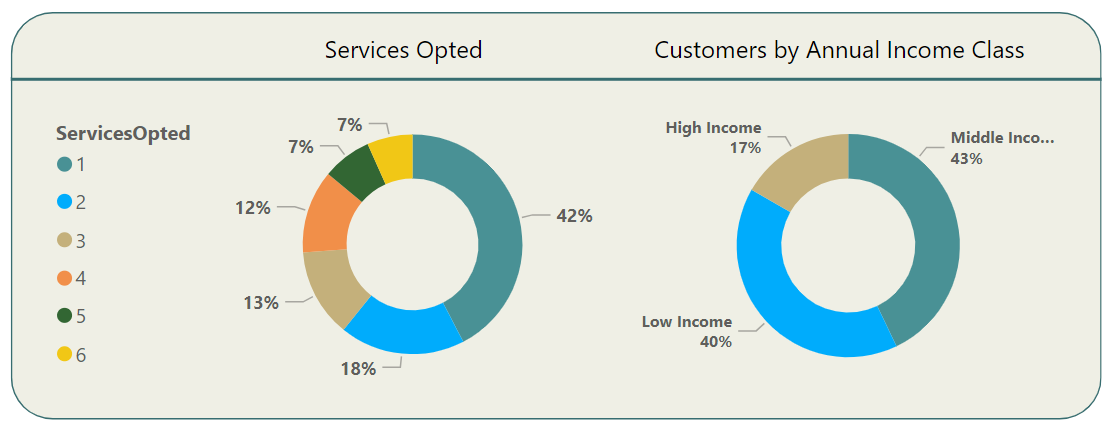 Services Opted
Customers by Annual Income Class
ServicesOpted
1
2
3
4
5
6
7%
7%
12%
13%
18%
42%
High Income
17%
Middle Inco...
43%
Low Income
40%